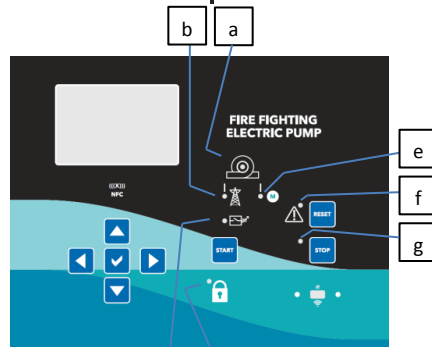 b a
FIRE FIGHTING
ELECTRIC PUMP
e
(((X)))
NFC
M
f
RESET
g
START
STOP